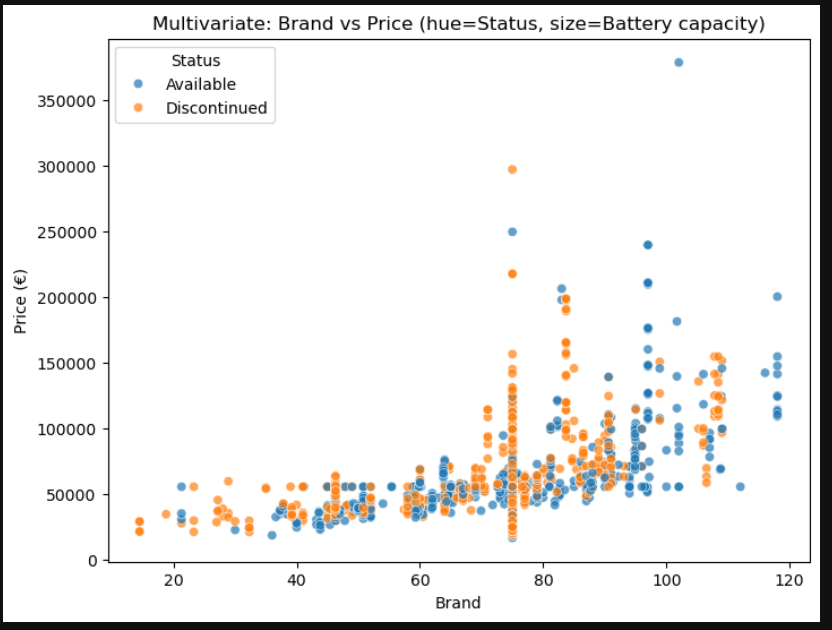 Multivariate: Brand vs Price (hue=Status, size=Battery capacity)
Status
Available
Discontinued
Price (€)
350000
300000
250000
200000
150000
100000
50000
0
20 40 60 80 100 120
Brand